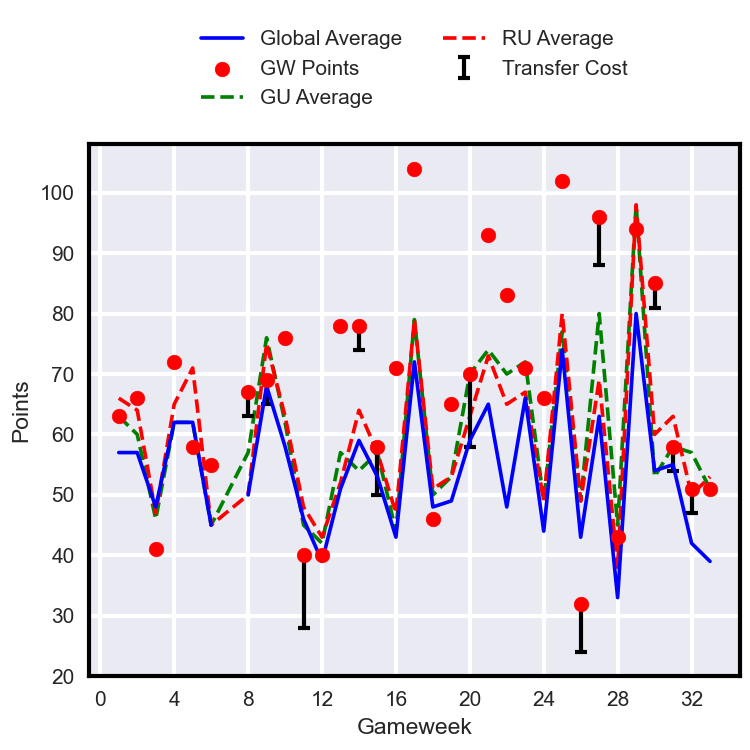 Global Average
GW Points
GU Average
RU Average
Transfer Cost
Points
100
90
80
70
60
50
40
30
20
0 4 8 12 16 20 24 28 32
Gameweek